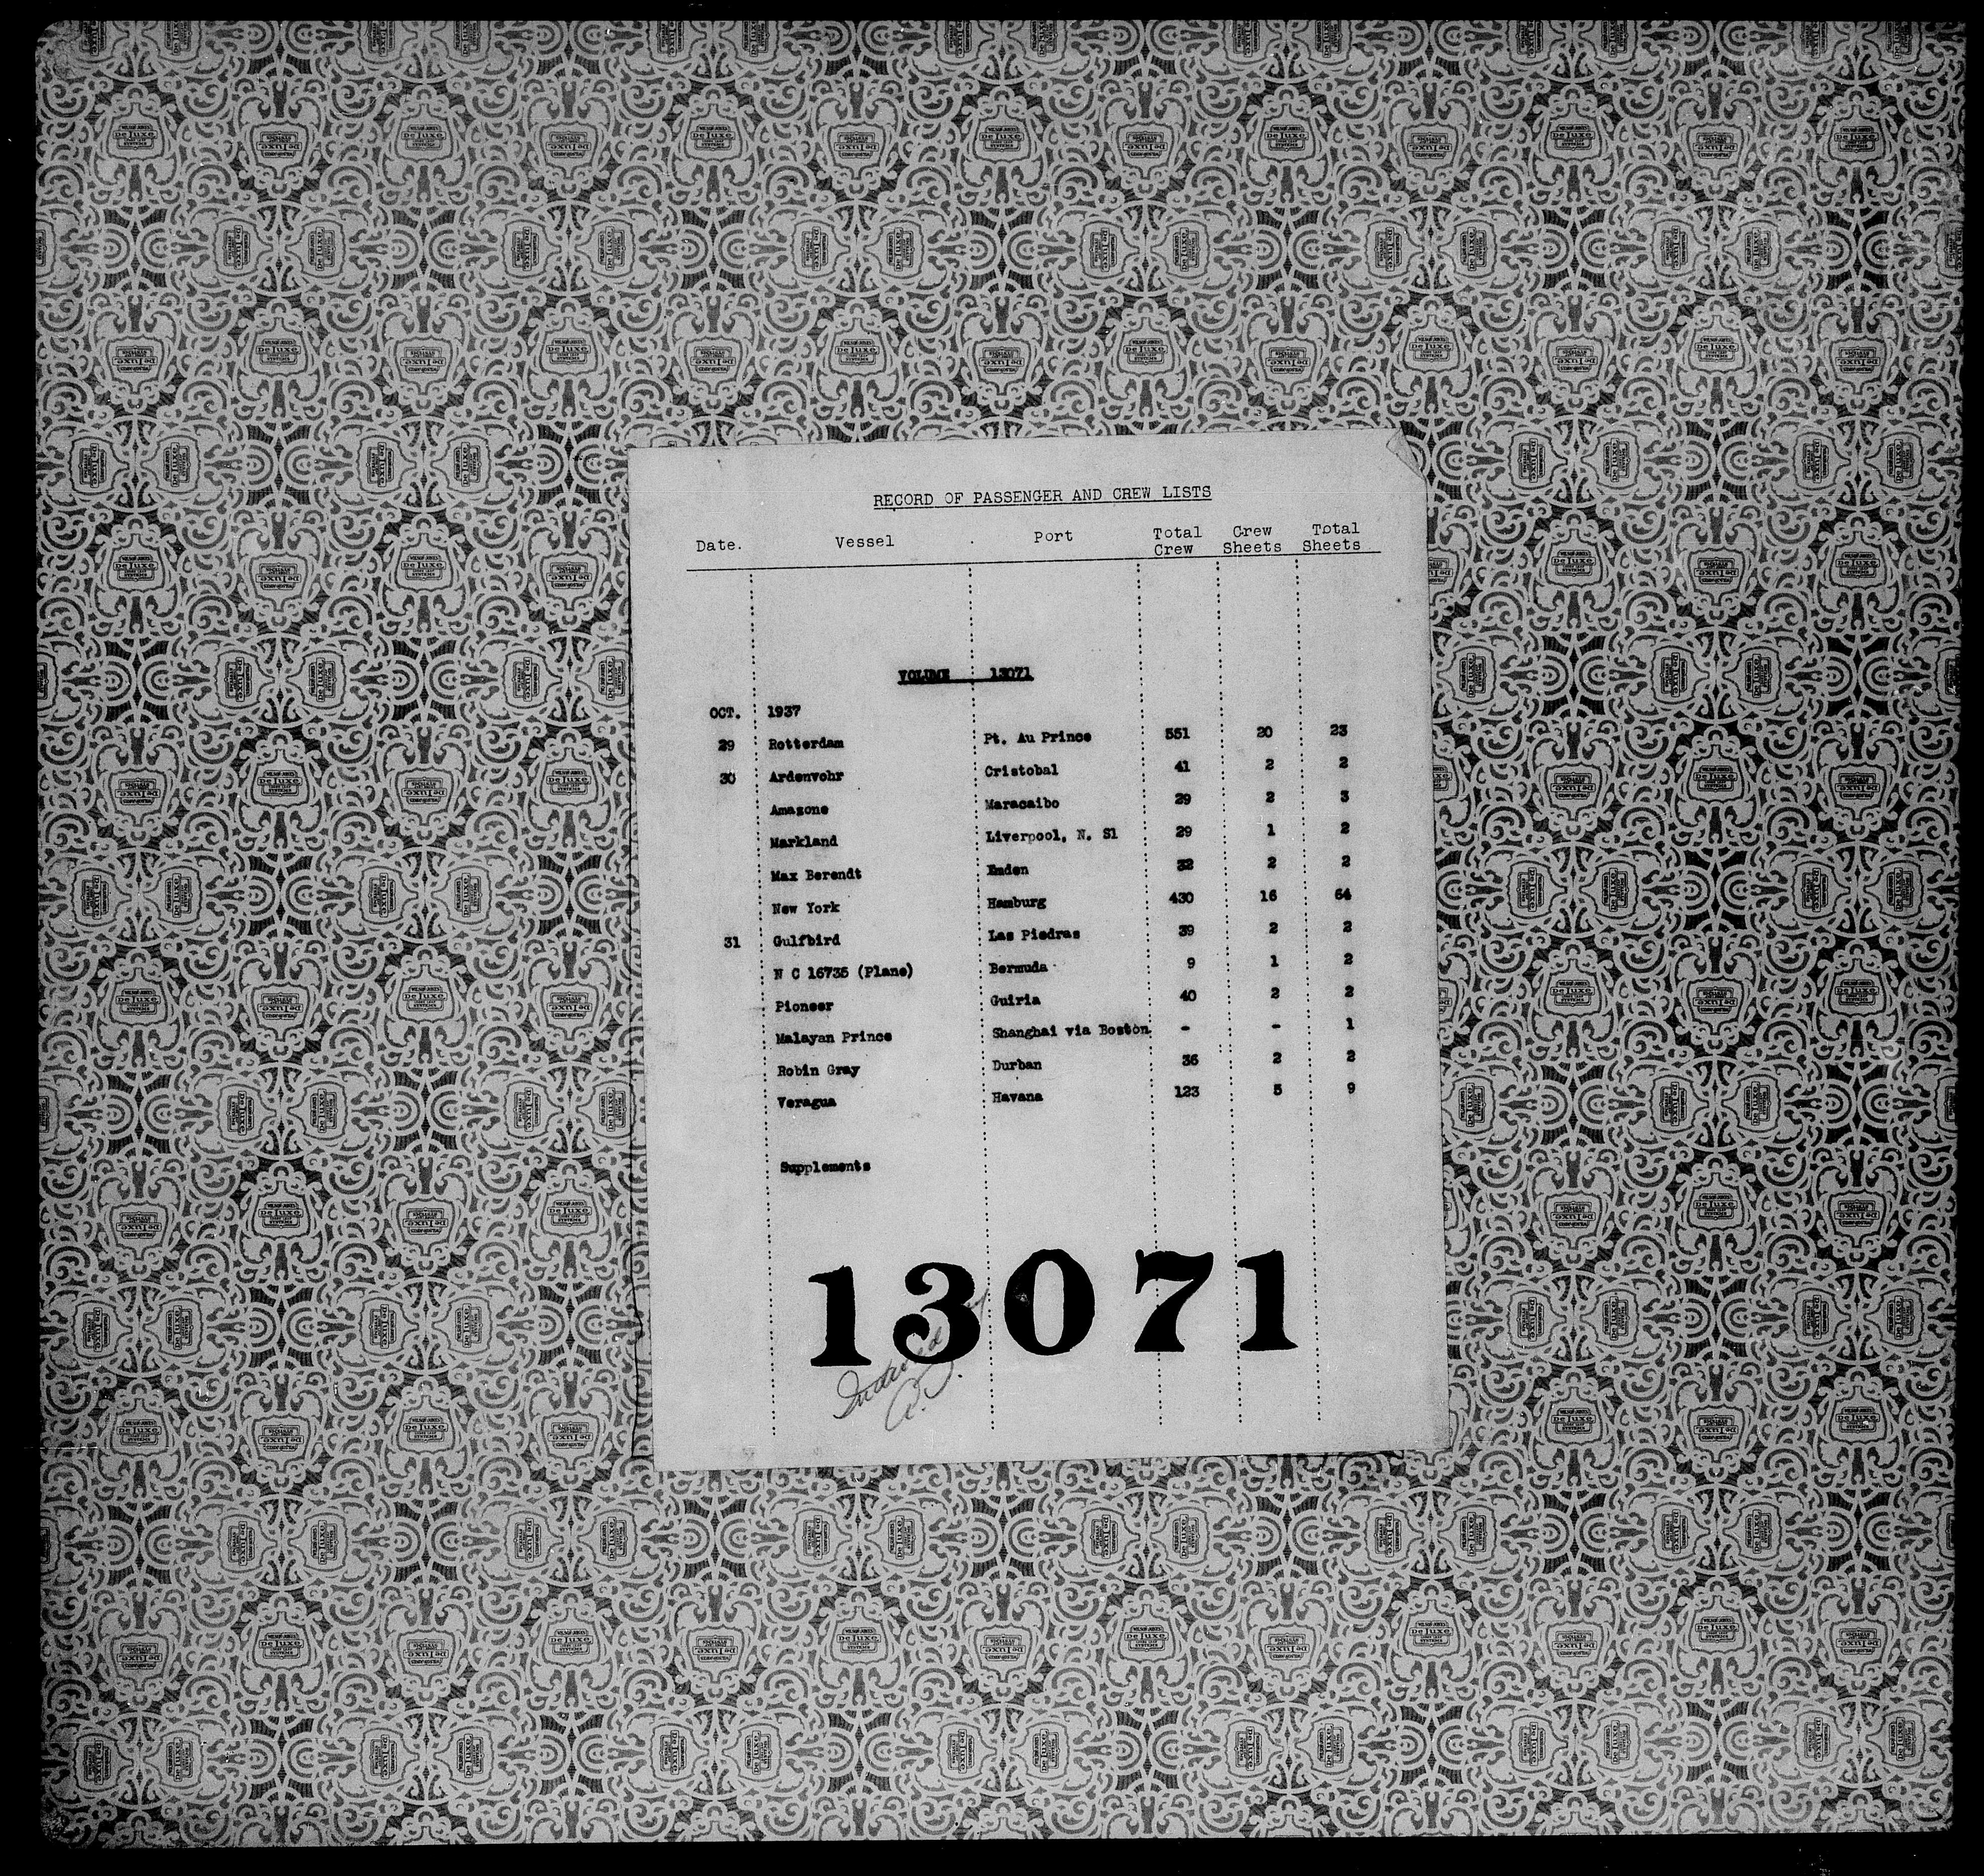 RECORD OF PASSENGER AND CREW LISTS
Date. Vessel Port Total Crew Crew Sheets Total Sheets
VOLUME 13071
OCT. 1937
29 Rotterdam Pt. Au Prince 551 20 23
30 Ardenvohr Cristobal 41 2 2
Amazone Maracaibo 29 2 3
Markland Liverpool, N. Sl 29 1 2
Max Berendt Emden 32 2 2
New York Hamburg 430 16 64
31 Gulfbird Las Piedras 39 2 2
N C 16735 (Plane) Bermuda 9 1 2
Pioneer Guiria 40 2 2
Malayan Prince Shanghai via Boston - - 1
Robin Gray Durban 36 2 2
Veragua Havana 123 5 9
Supplements
13071